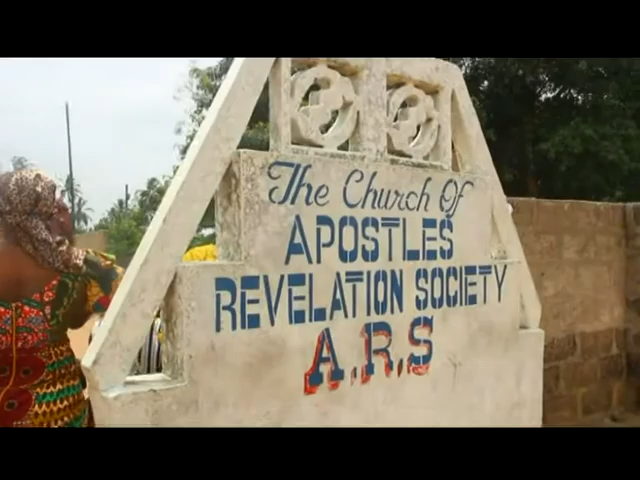 The Church Of
APOSTLES
REVELATION SOCIETY
A.R.S